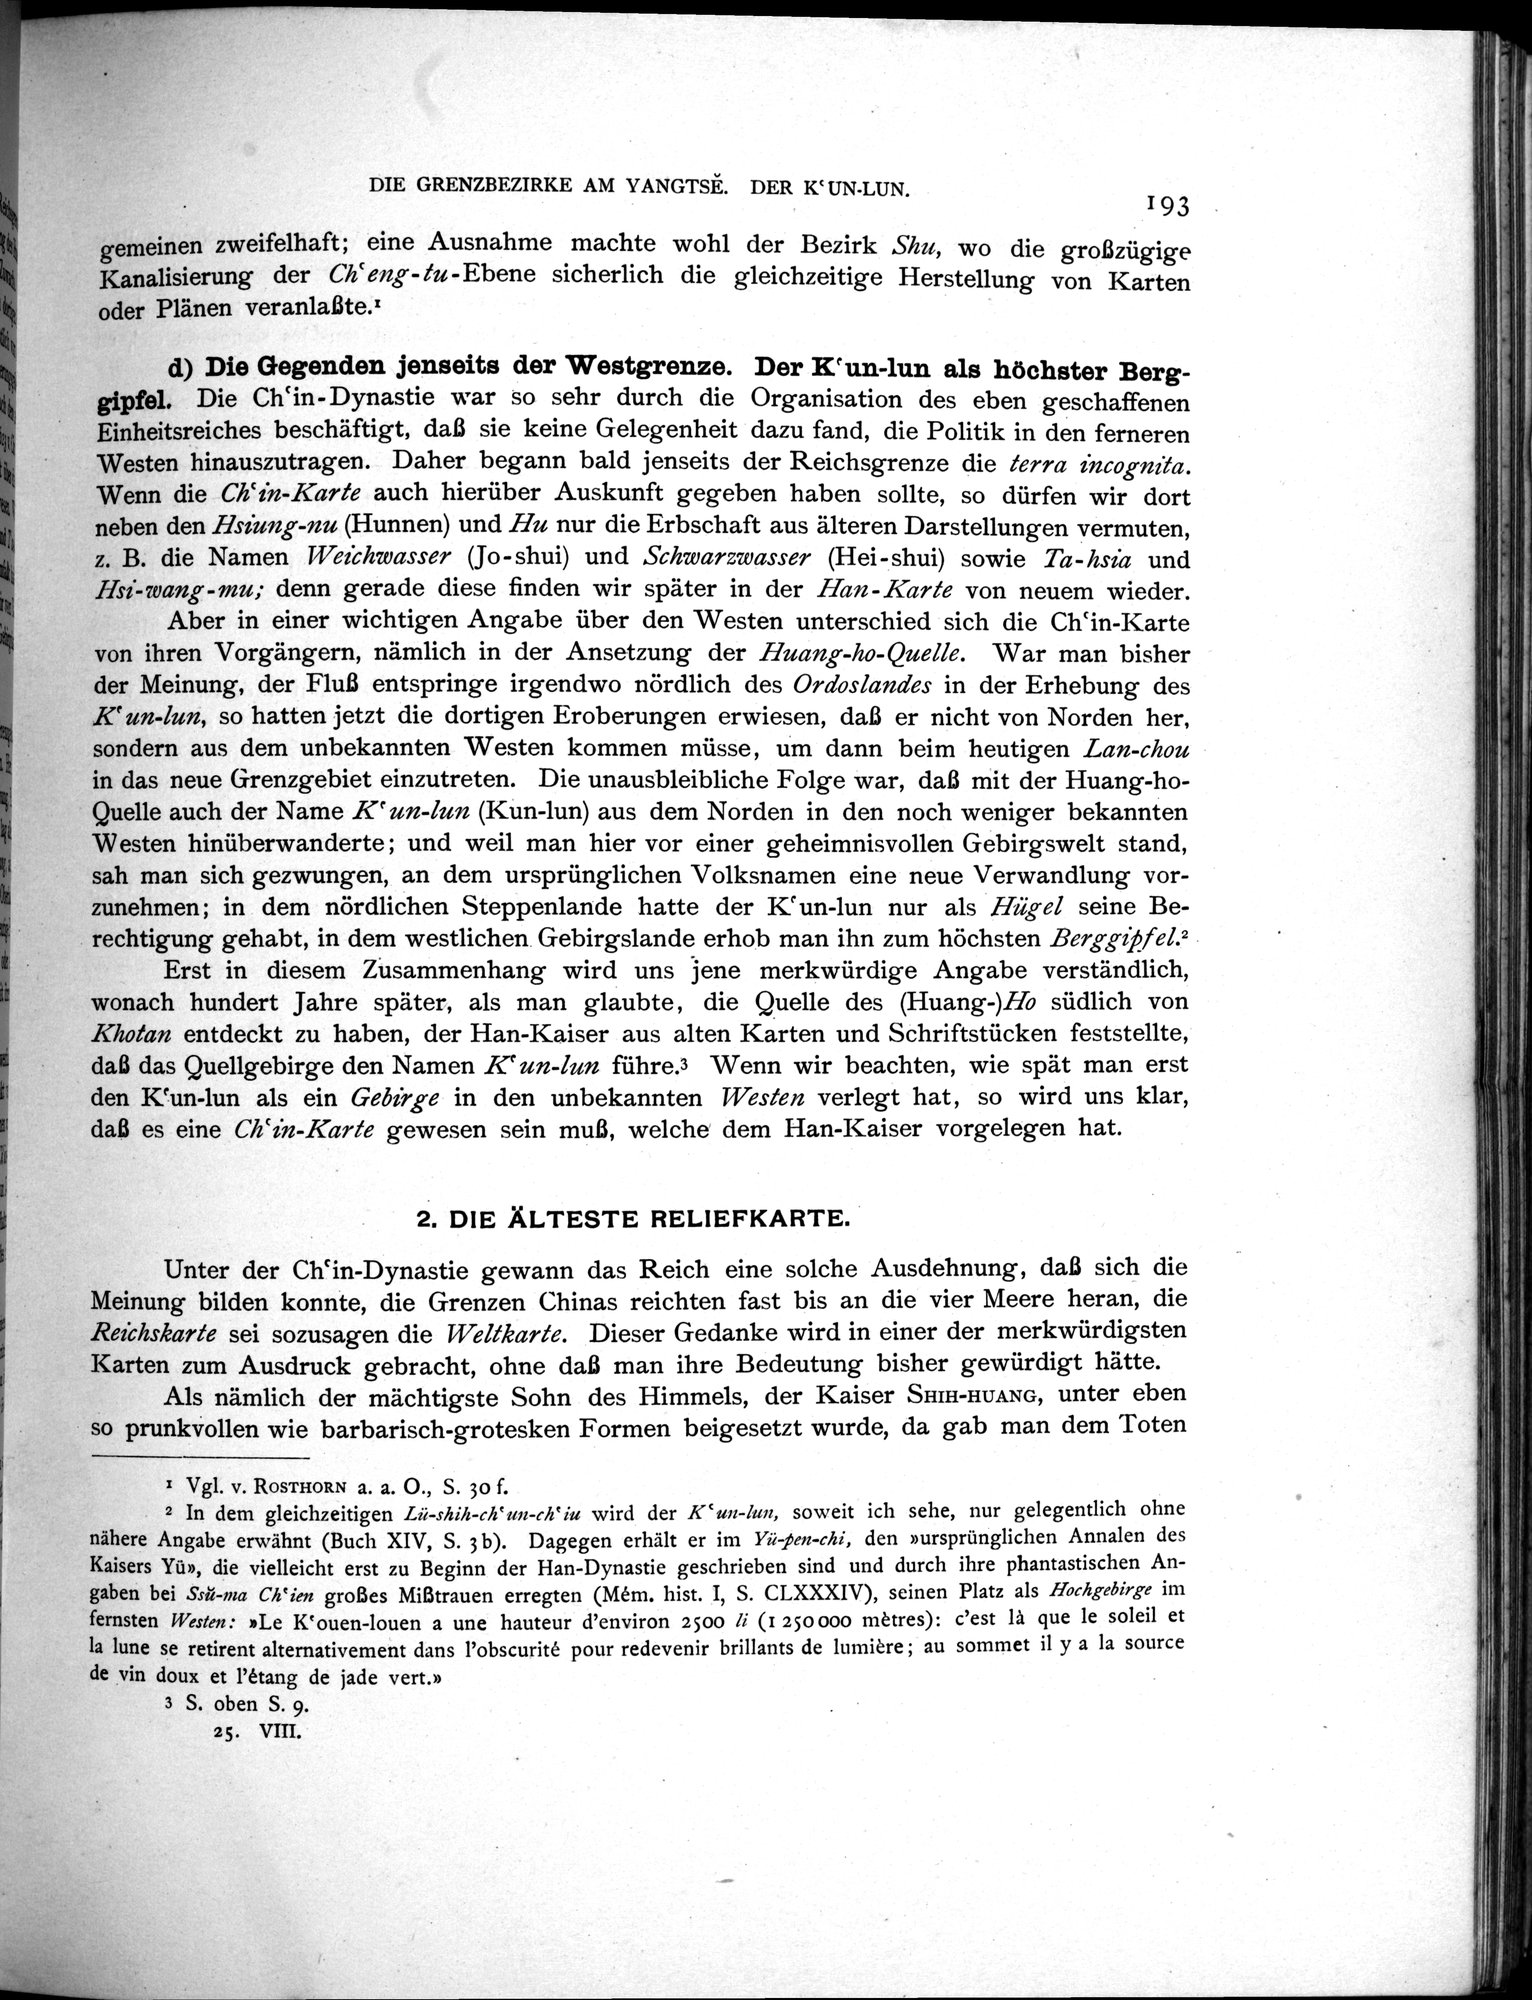 DIE GRENZBEZIRKE AM YANGTSĔ. DER KʽUN-LUN.
193
gemeinen zweifelhaft; eine Ausnahme machte wohl der Bezirk Shu, wo die großzügige
Kanalisierung der Chʽeng-tu-Ebene sicherlich die gleichzeitige Herstellung von Karten
oder Plänen veranlaßte.¹
d) Die Gegenden jenseits der Westgrenze. Der Kʽun-lun als höchster Berg-
gipfel. Die Chʽin-Dynastie war so sehr durch die Organisation des eben geschaffenen
Einheitsreiches beschäftigt, daß sie keine Gelegenheit dazu fand, die Politik in den ferneren
Westen hinauszutragen. Daher begann bald jenseits der Reichsgrenze die terra incognita.
Wenn die Chʽin-Karte auch hierüber Auskunft gegeben haben sollte, so dürfen wir dort
neben den Hsiung-nu (Hunnen) und Hu nur die Erbschaft aus älteren Darstellungen vermuten,
z. B. die Namen Weichwasser (Jo-shui) und Schwarzwasser (Hei-shui) sowie Ta-hsia und
Hsi-wang-mu; denn gerade diese finden wir später in der Han-Karte von neuem wieder.
Aber in einer wichtigen Angabe über den Westen unterschied sich die Chʽin-Karte
von ihren Vorgängern, nämlich in der Ansetzung der Huang-ho-Quelle. War man bisher
der Meinung, der Fluß entspringe irgendwo nördlich des Ordoslandes in der Erhebung des
Kʽun-lun, so hatten jetzt die dortigen Eroberungen erwiesen, daß er nicht von Norden her,
sondern aus dem unbekannten Westen kommen müsse, um dann beim heutigen Lan-chou
in das neue Grenzgebiet einzutreten. Die unausbleibliche Folge war, daß mit der Huang-ho-
Quelle auch der Name Kʽun-lun (Kun-lun) aus dem Norden in den noch weniger bekannten
Westen hinüberwanderte; und weil man hier vor einer geheimnisvollen Gebirgswelt stand,
sah man sich gezwungen, an dem ursprünglichen Volksnamen eine neue Verwandlung vor-
zunehmen; in dem nördlichen Steppenlande hatte der Kʽun-lun nur als Hügel seine Be-
rechtigung gehabt, in dem westlichen Gebirgslande erhob man ihn zum höchsten Berggipfel.²
Erst in diesem Zusammenhang wird uns jene merkwürdige Angabe verständlich,
wonach hundert Jahre später, als man glaubte, die Quelle des (Huang-)Ho südlich von
Khotan entdeckt zu haben, der Han-Kaiser aus alten Karten und Schriftstücken feststellte,
daß das Quellgebirge den Namen Kʽun-lun führe.³ Wenn wir beachten, wie spät man erst
den Kʽun-lun als ein Gebirge in den unbekannten Westen verlegt hat, so wird uns klar,
daß es eine Chʽin-Karte gewesen sein muß, welche dem Han-Kaiser vorgelegen hat.
2. DIE ÄLTESTE RELIEFKARTE.
Unter der Chʽin-Dynastie gewann das Reich eine solche Ausdehnung, daß sich die
Meinung bilden konnte, die Grenzen Chinas reichten fast bis an die vier Meere heran, die
Reichskarte sei sozusagen die Weltkarte. Dieser Gedanke wird in einer der merkwürdigsten
Karten zum Ausdruck gebracht, ohne daß man ihre Bedeutung bisher gewürdigt hätte.
Als nämlich der mächtigste Sohn des Himmels, der Kaiser SHIH-HUANG, unter eben
so prunkvollen wie barbarisch-grotesken Formen beigesetzt wurde, da gab man dem Toten
¹ Vgl. v. ROSTHORN a. a. O., S. 30 f.
² In dem gleichzeitigen Lü-shih-chʽun-chʽiu wird der Kʽun-lun, soweit ich sehe, nur gelegentlich ohne
nähere Angabe erwähnt (Buch XIV, S. 3 b). Dagegen erhält er im Yü-pen-chi, den »ursprünglichen Annalen des
Kaisers Yü», die vielleicht erst zu Beginn der Han-Dynastie geschrieben sind und durch ihre phantastischen An-
gaben bei Ssŭ-ma Chʽien großes Mißtrauen erregten (Mém. hist. I, S. CLXXXIV), seinen Platz als Hochgebirge im
fernsten Westen: »Le Kʽouen-louen a une hauteur d'environ 2500 li (1 250 000 mètres): c'est là que le soleil et
la lune se retirent alternativement dans l'obscurité pour redevenir brillants de lumière; au sommet il y a la source
de vin doux et l'étang de jade vert.»
³ S. oben S. 9.
25. VIII.